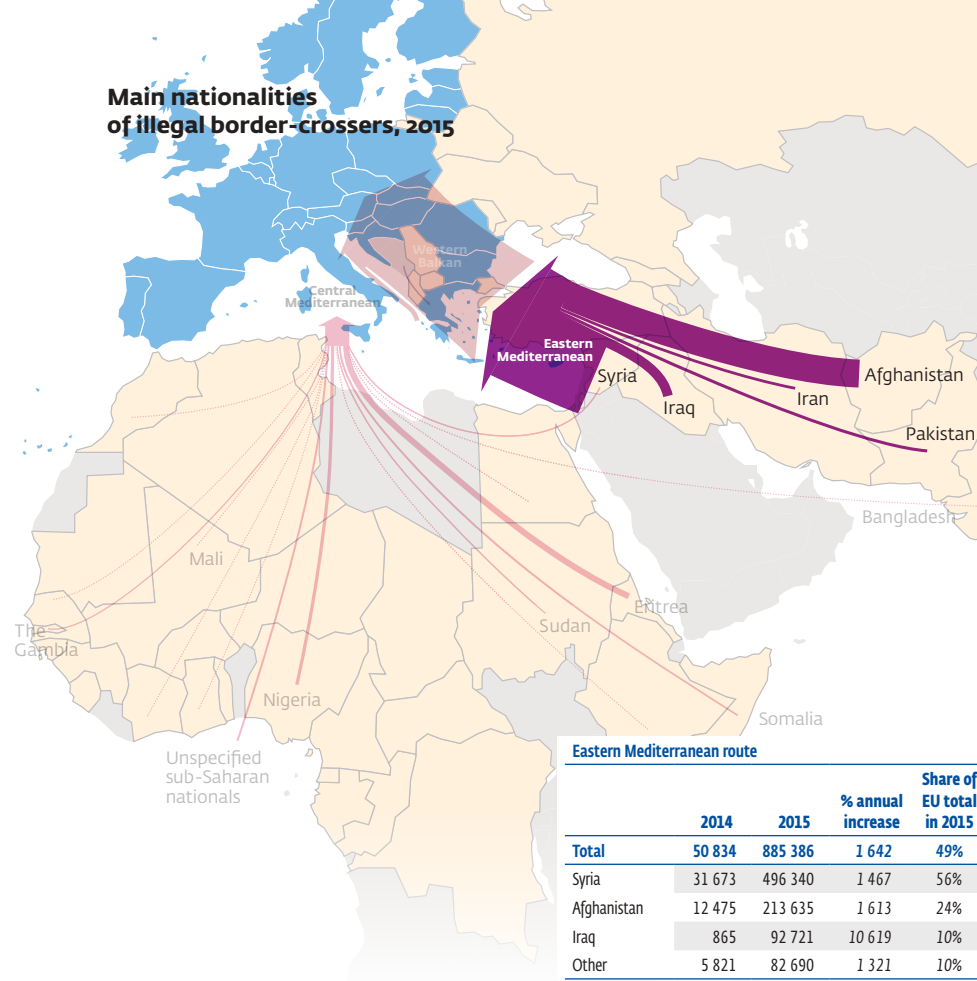 Main nationalities
of illegal border-crossers, 2015
Western
Balkan
Central
Mediterranean
Eastern
Mediterranean
Syria
Iraq
Iran
Afghanistan
Pakistan
Bangladesh
Mali
The
Gambia
Eritrea
Sudan
Nigeria
Somalia
Unspecified
sub-Saharan
nationals
Eastern Mediterranean route
2014 2015 % annual increase Share of EU total in 2015
Total 50 834 885 386 1 642 49%
Syria 31 673 496 340 1 467 56%
Afghanistan 12 475 213 635 1 613 24%
Iraq 865 92 721 10 619 10%
Other 5 821 82 690 1 321 10%